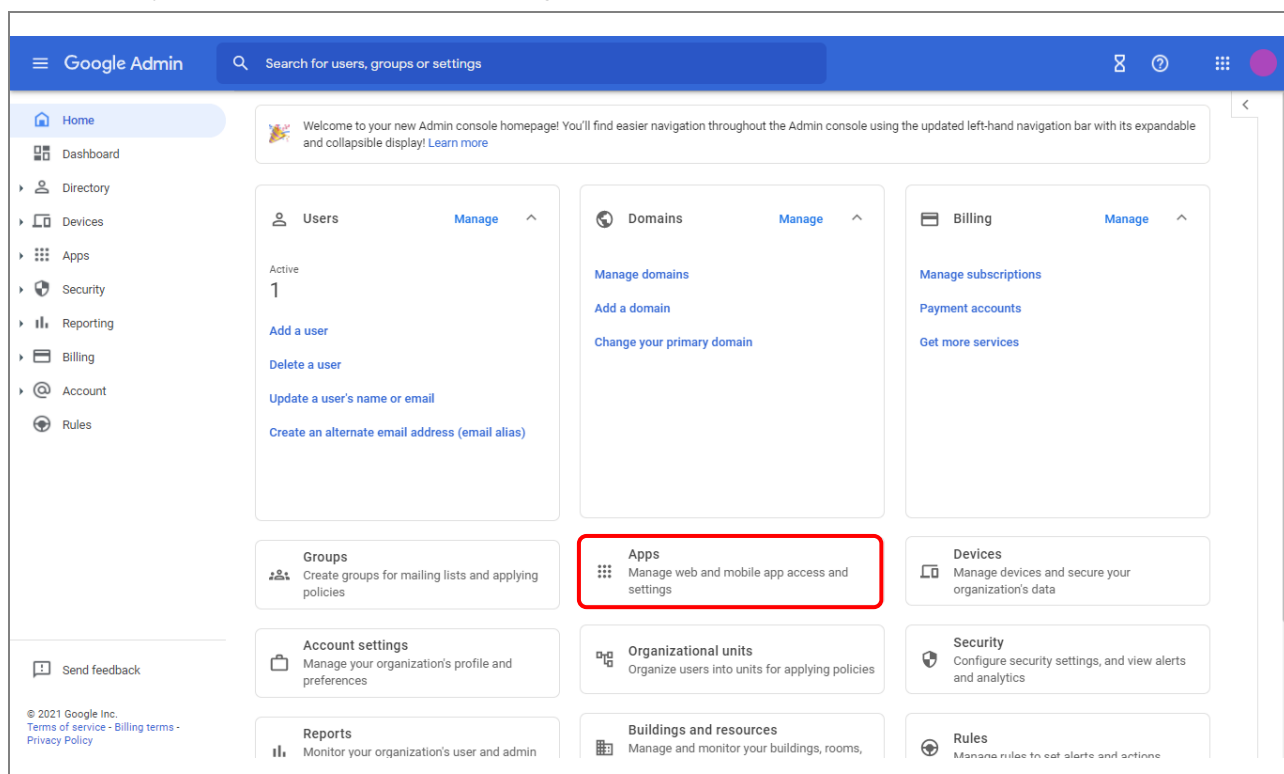 Google Admin
Search for users, groups or settings
Home
Dashboard
Directory
Devices
Apps
Security
Reporting
Billing
Account
Rules
Send feedback
© 2021 Google Inc.
Terms of service - Billing terms -
Privacy Policy
Welcome to your new Admin console homepage! You'll find easier navigation throughout the Admin console using the updated left-hand navigation bar with its expandable
and collapsible display! Learn more
Users Manage
Active
1
Add a user
Delete a user
Update a user's name or email
Create an alternate email address (email alias)
Domains Manage
Manage domains
Add a domain
Change your primary domain
Billing Manage
Manage subscriptions
Payment accounts
Get more services
Groups
Create groups for mailing lists and applying
policies
Apps
Manage web and mobile app access and
settings
Devices
Manage devices and secure your
organization's data
Account settings
Manage your organization's profile and
preferences
Organizational units
Organize users into units for applying policies
Security
Configure security settings, and view alerts
and analytics
Reports
Monitor your organization's user and admin
Buildings and resources
Manage and monitor your buildings, rooms,
Rules
Manage rules to set alerts and actions